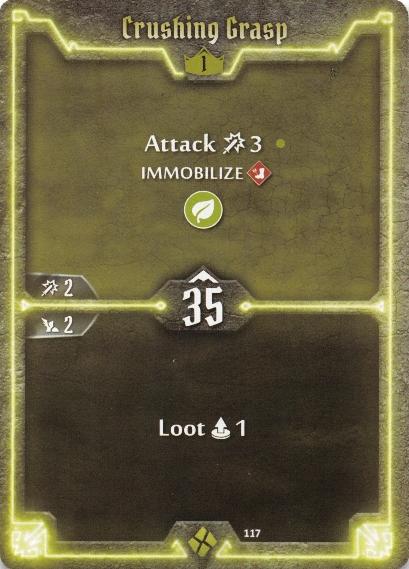 Crushing Grasp
1
Attack 3
IMMOBILIZE
2
35
2
Loot 1
117